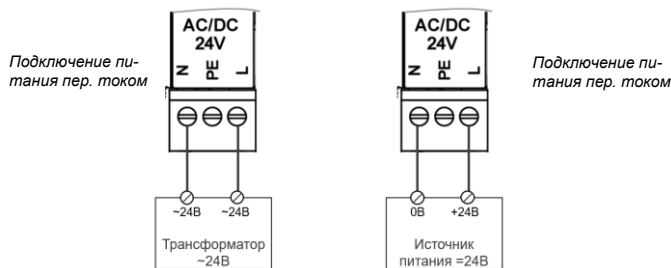 Подключение пи-
тания пер. током
AC/DC
24V
N PE L
~24В ~24В
Трансформатор
~24В
AC/DC
24V
N PE L
0В +24В
Источник
питания =24В
Подключение пи-
тания пер. током